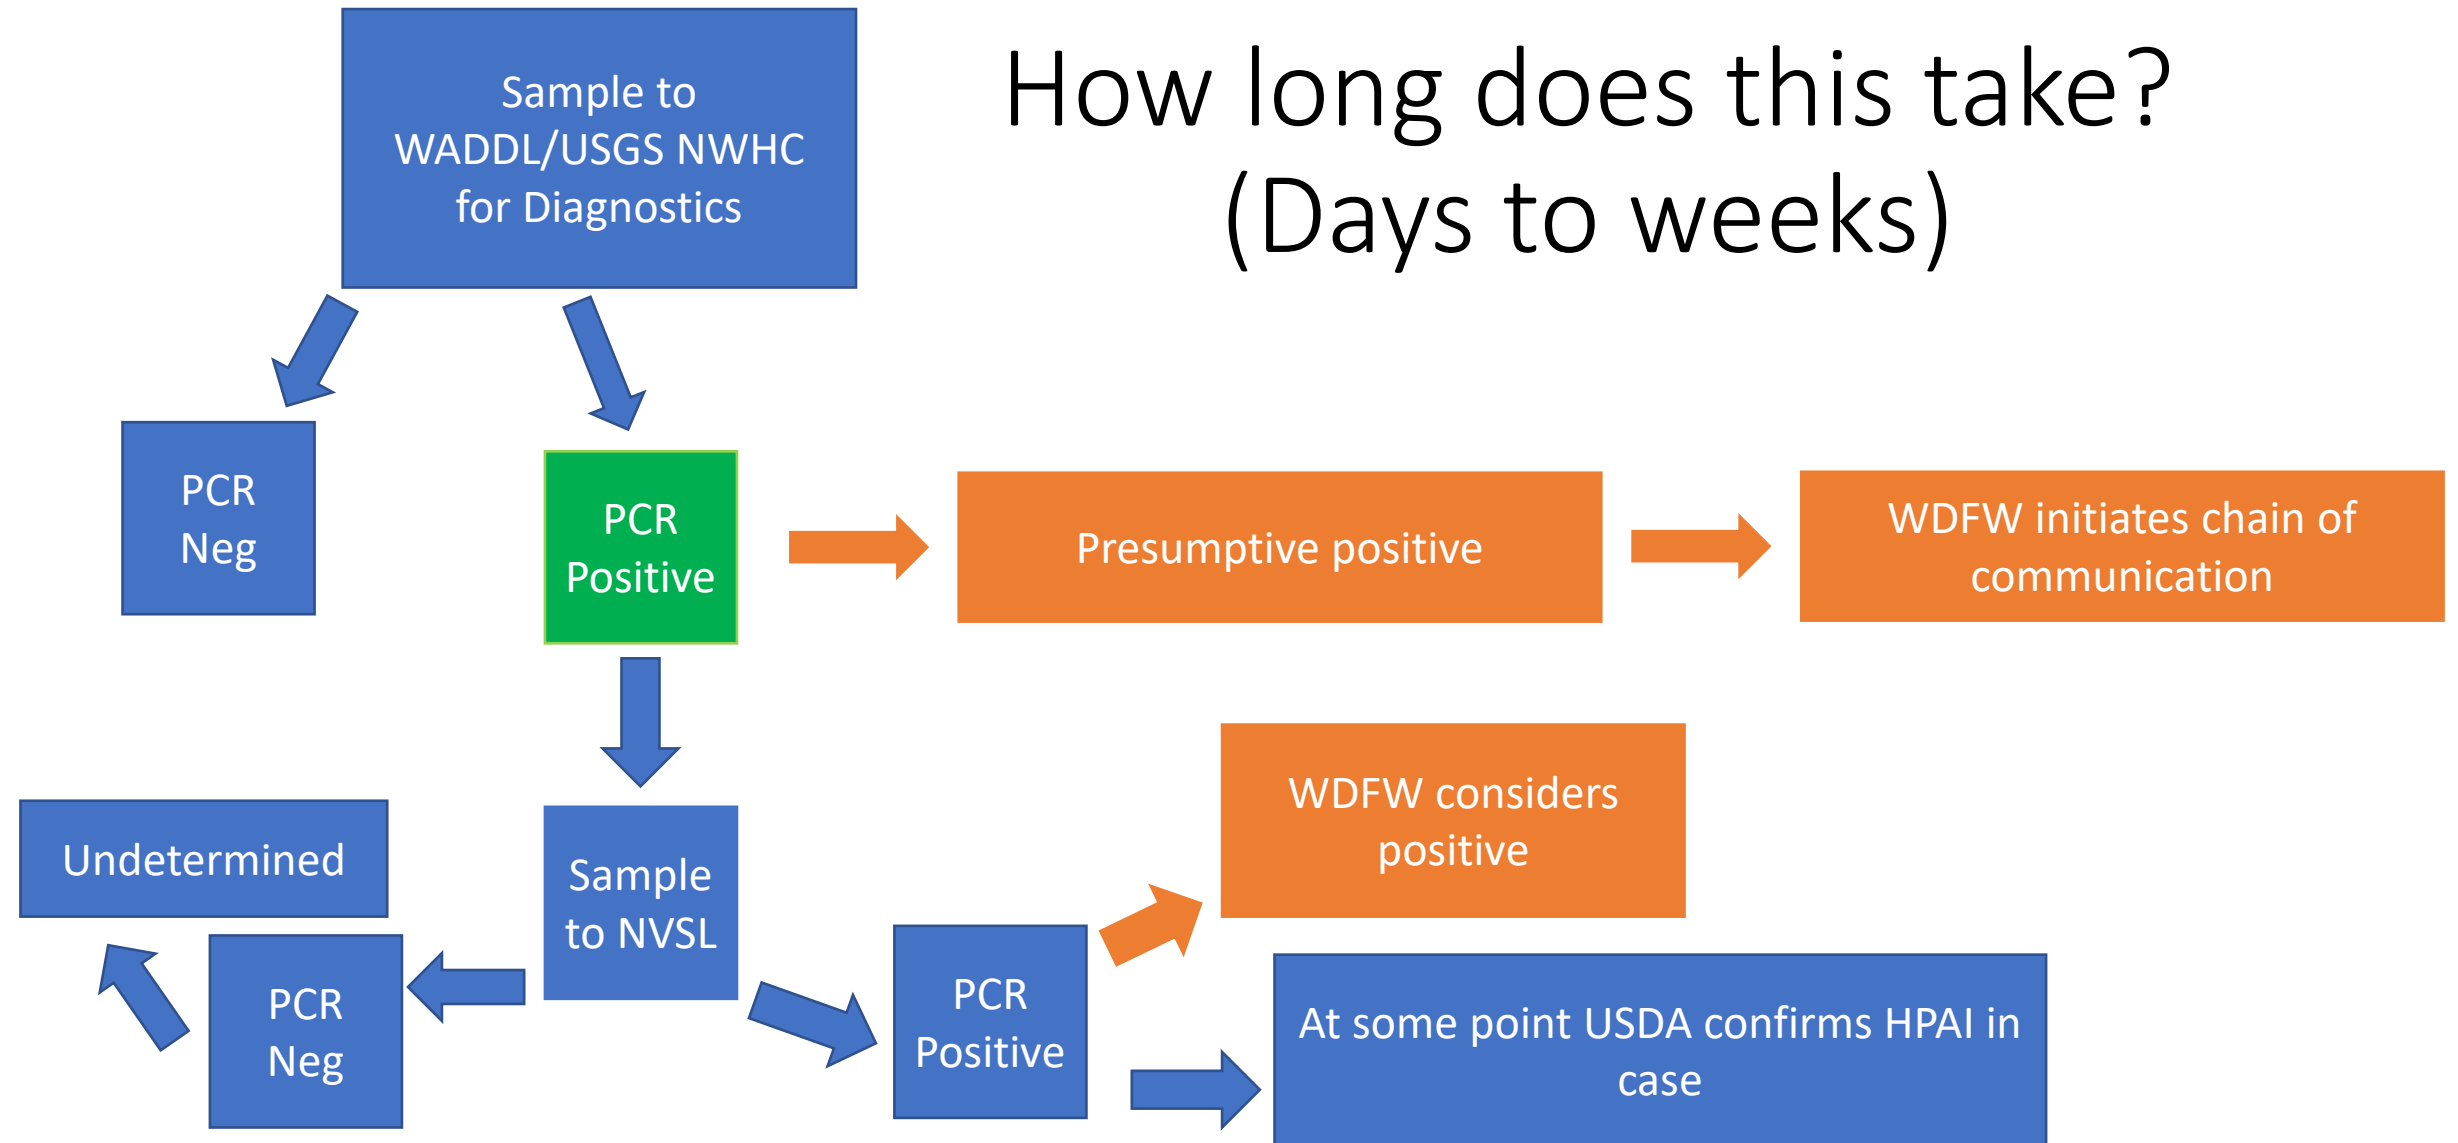 Sample to
WADDL/USGS NWHC
for Diagnostics
How long does this take?
(Days to weeks)
PCR
Neg
PCR
Positive
Presumptive positive
WDFW initiates chain of
communication
Undetermined
PCR
Neg
Sample
to NVSL
PCR
Positive
WDFW considers
positive
At some point USDA confirms HPAI in
case